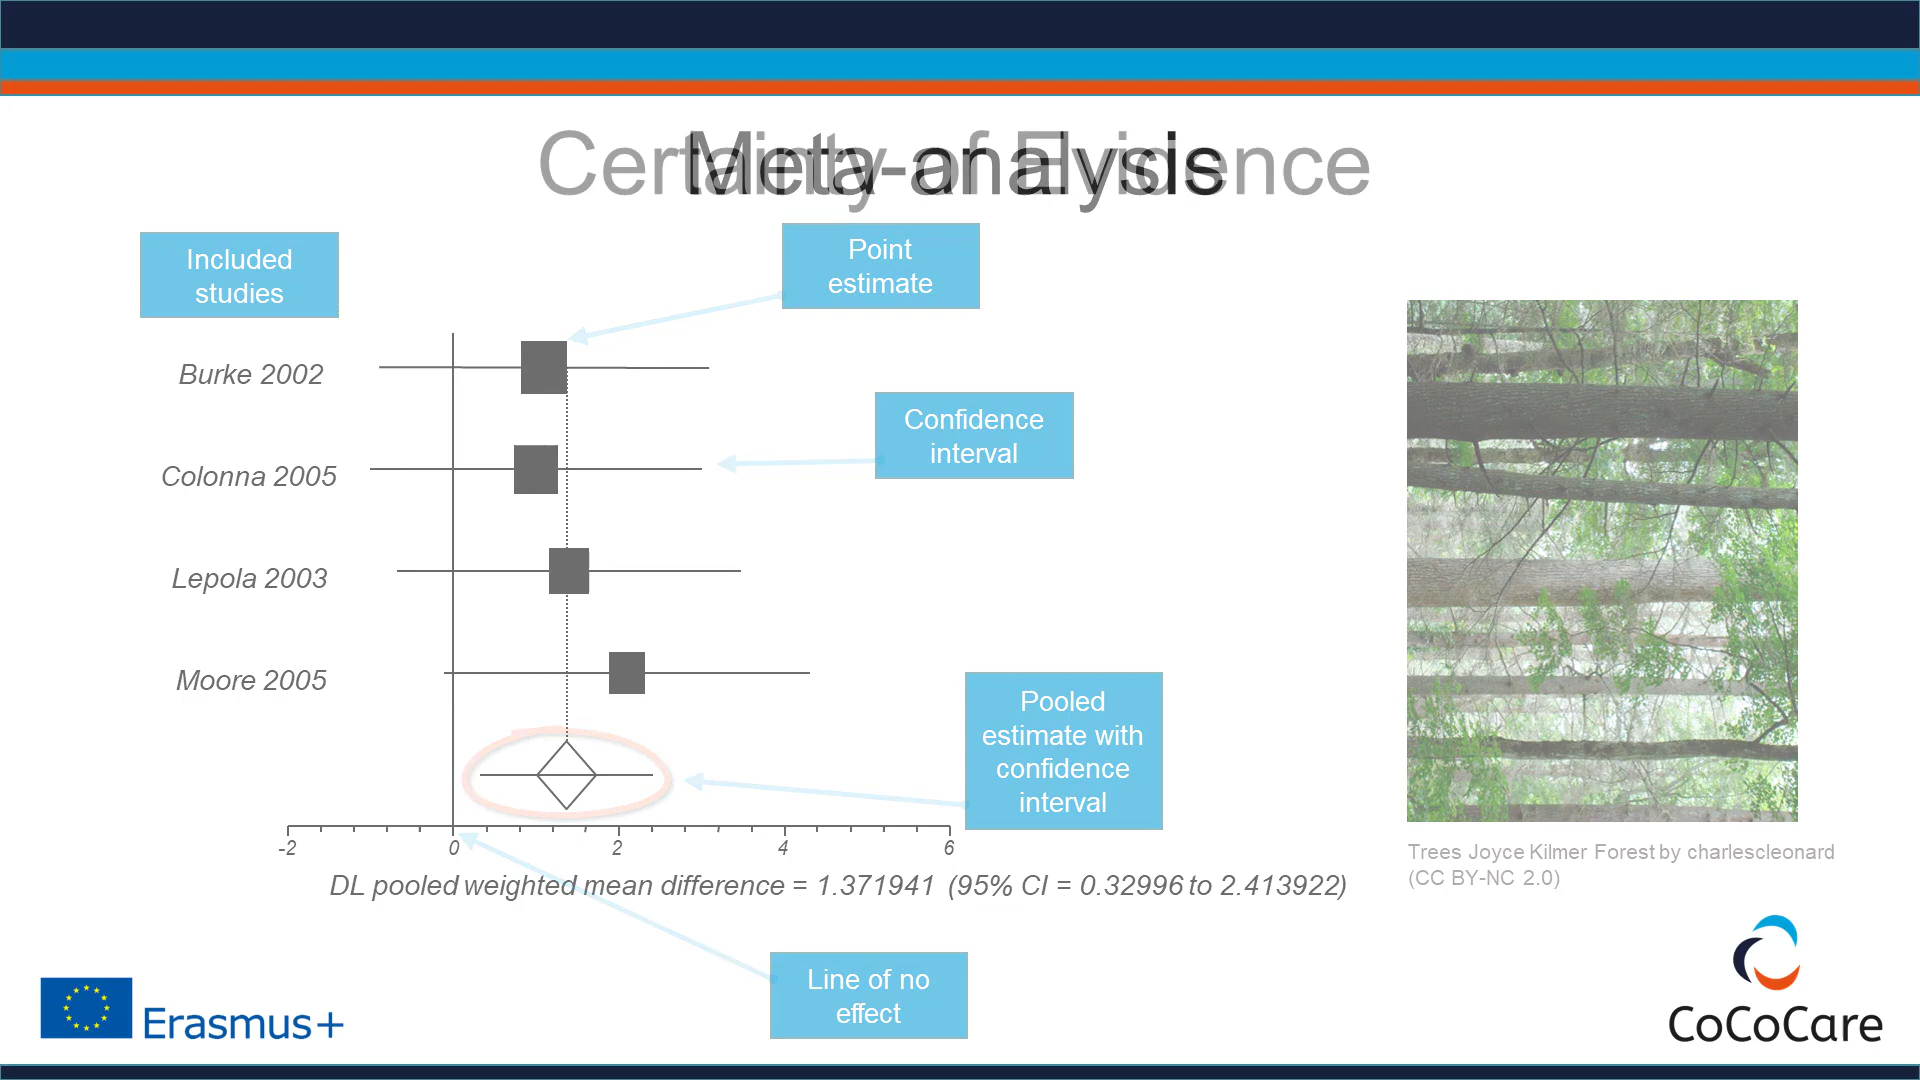 Certainty of Evidence
Meta-analysis
Included
studies
Point
estimate
Burke 2002
Confidence
interval
Colonna 2005
Lepola 2003
Moore 2005
Pooled
estimate with
confidence
interval
-2 0 2 4 6
DL pooled weighted mean difference = 1.371941 (95% CI = 0.32996 to 2.413922)
Trees Joyce Kilmer Forest by charlescleonard
(CC BY-NC 2.0)
Line of no
effect
Erasmus+
CoCoCare